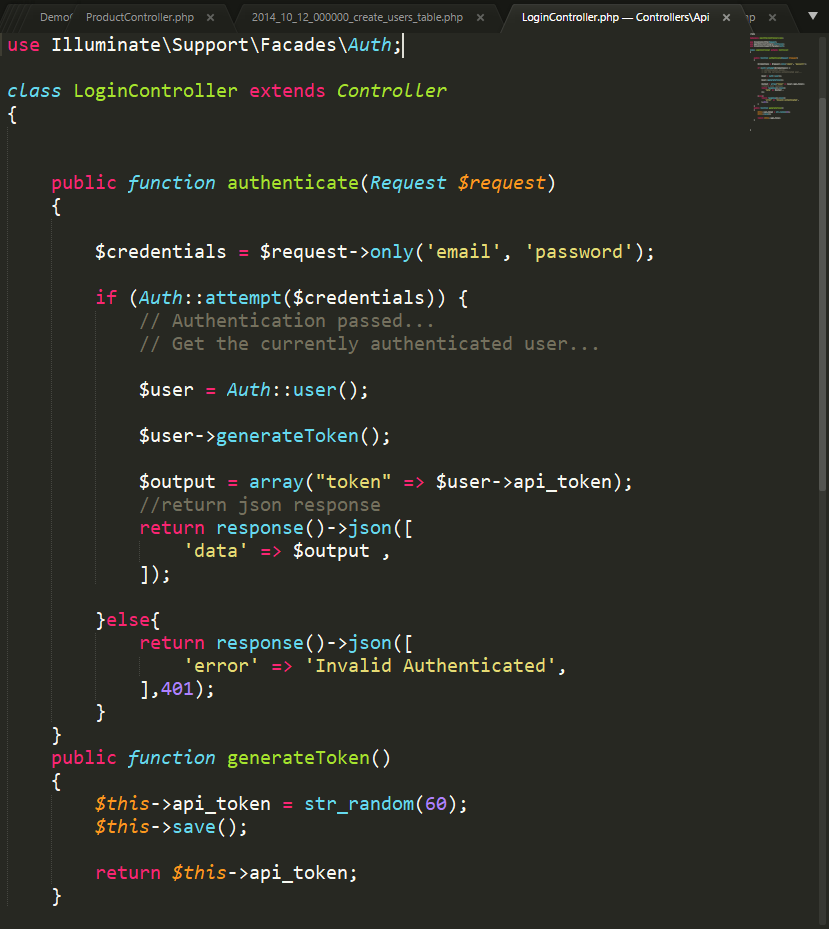 Demo ProductController.php × 2014_10_12_000000_create_users_table.php × LoginController.php — Controllers\Api × ×
use Illuminate\Support\Facades\Auth;
class LoginController extends Controller
{
public function authenticate(Request $request)
{
$credentials = $request->only('email', 'password');
if (Auth::attempt($credentials)) {
// Authentication passed...
// Get the currently authenticated user...
$user = Auth::user();
$user->generateToken();
$output = array("token" => $user->api_token);
//return json response
return response()->json([
'data' => $output ,
]);
}else{
return response()->json([
'error' => 'Invalid Authenticated',
],401);
}
}
public function generateToken()
{
$this->api_token = str_random(60);
$this->save();
return $this->api_token;
}